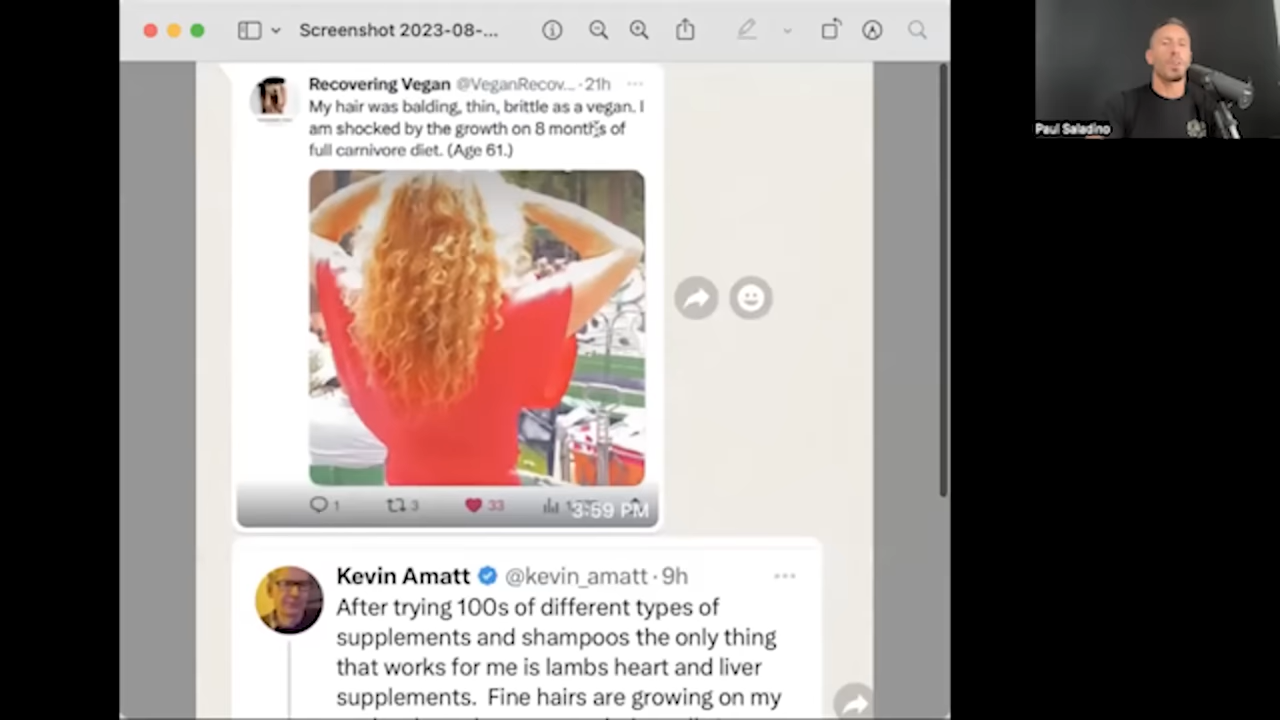 Screenshot 2023-08-...
Paul Saladino
Recovering Vegan @VeganRecov... · 21h
My hair was balding, thin, brittle as a vegan. I
am shocked by the growth on 8 months of
full carnivore diet. (Age 61.)
1 3 33
3:59 PM
Kevin Amatt @kevin_amatt · 9h
After trying 100s of different types of
supplements and shampoos the only thing
that works for me is lambs heart and liver
supplements. Fine hairs are growing on my